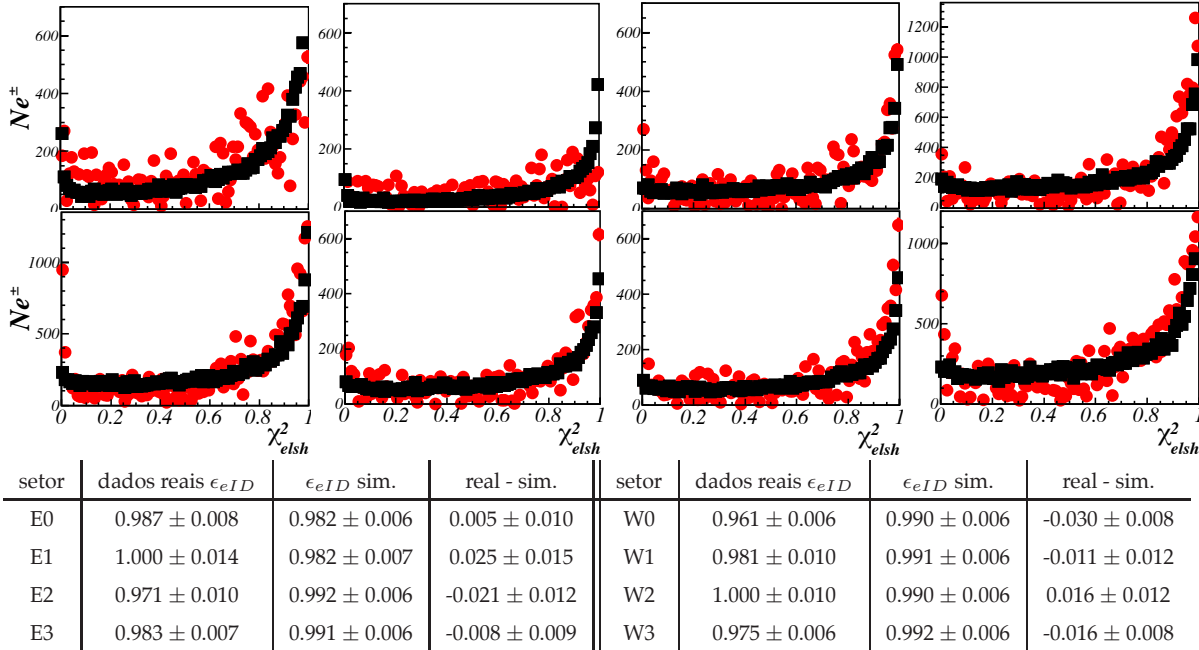 600
400
200
0
600
400
200
0
600
400
200
0
1200
1000
800
600
400
200
0
Ne±
1000
500
0
0 0.2 0.4 0.6 0.8 1
600
400
200
0
0 0.2 0.4 0.6 0.8 1
600
400
200
0
0 0.2 0.4 0.6 0.8 1
1000
500
0
0 0.2 0.4 0.6 0.8 1
Ne±
χ²elsh
χ²elsh
χ²elsh
χ²elsh
setor dados reais ϵeID ϵeID sim. real - sim. setor dados reais ϵeID ϵeID sim. real - sim.
E0 0.987 ± 0.008 0.982 ± 0.006 0.005 ± 0.010 W0 0.961 ± 0.006 0.990 ± 0.006 -0.030 ± 0.008
E1 1.000 ± 0.014 0.982 ± 0.007 0.025 ± 0.015 W1 0.981 ± 0.010 0.991 ± 0.006 -0.011 ± 0.012
E2 0.971 ± 0.010 0.992 ± 0.006 -0.021 ± 0.012 W2 1.000 ± 0.010 0.990 ± 0.006 0.016 ± 0.012
E3 0.983 ± 0.007 0.991 ± 0.006 -0.008 ± 0.009 W3 0.975 ± 0.006 0.992 ± 0.006 -0.016 ± 0.008